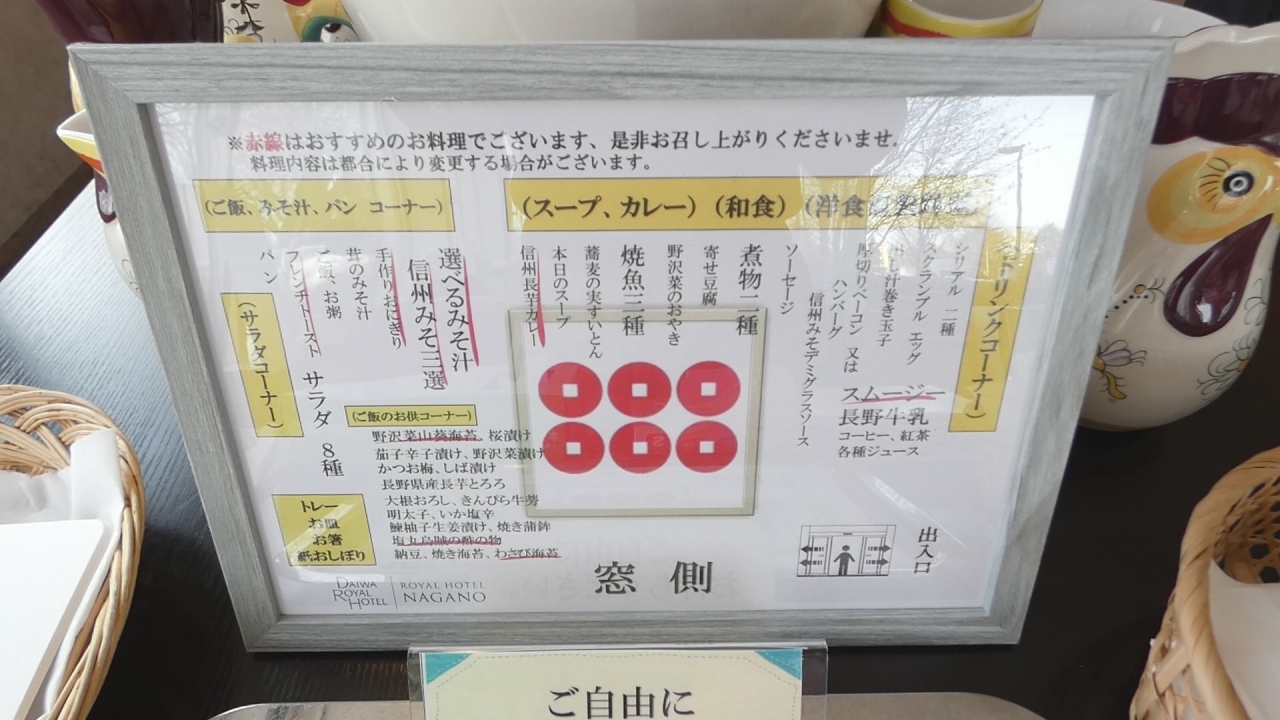 ※赤線はおすすめのお料理でございます、是非お召し上がりくださいませ.
料理内容は都合により変更する場合がございます。
(ご飯、みそ汁、パン コーナー)
(スープ、カレー) (和食) (洋食
ドリンクコーナー)
シリアル 二種
スクランブル エッグ
出し汁巻き玉子
厚切りベーコン 又は
ハンバーグ
信州みそデミグラスソース
ソーセージ
煮物二種
寄せ豆腐
野沢菜のおやき
焼魚三種
蕎麦の実すいとん
本日のスープ
信州長芋カレー
スムージー
長野牛乳
コーヒー、紅茶
各種ジュース
選べるみそ汁
信州みそ三選
手作りおにぎり
茸のみそ汁
ご飯、お粥
フレンチトースト
パン
(サラダコーナー)
サラダ 8種
(ご飯のお供コーナー)
野沢菜山葵海苔、桜漬け
茄子辛子漬け、野沢菜漬け
かつお梅、しば漬け
長野県産長芋とろろ
大根おろし、きんぴら牛蒡
明太子、いか塩辛
鰊柚子生姜漬け、焼き蒲鉾
塩丸烏賊の酢の物
納豆、焼き海苔、わさび海苔
トレー
お皿
お箸
紙おしぼり
出入口
窓 側
DAIWA
ROYAL
HOTEL
ROYAL HOTEL
NAGANO
ご自由に